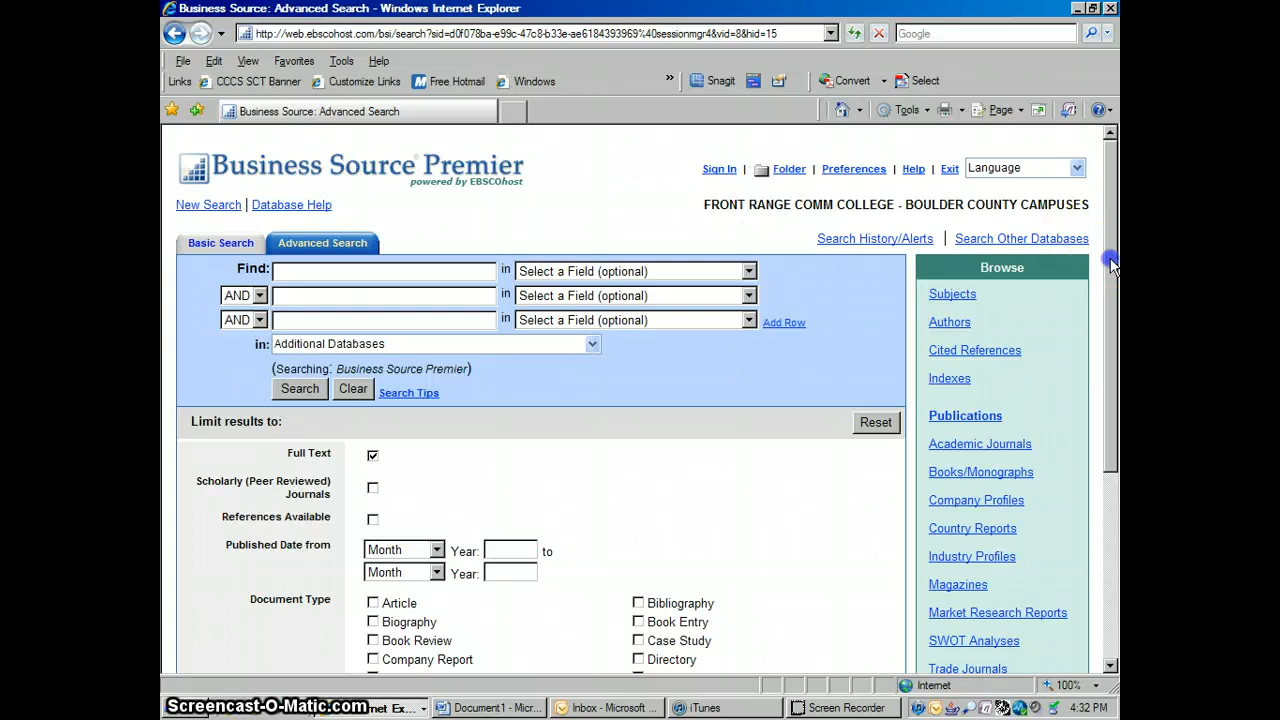 Business Source: Advanced Search - Windows Internet Explorer
http://web.ebscohost.com/bsi/search?sid=d0f078ba-e99c-47c8-b33e-ae6184393969%40sessionmgr4&vid=8&hid=15
Google
File Edit View Favorites Tools Help
Links CCCS SCT Banner Customize Links Free Hotmail Windows » Snagit Convert Select
Business Source: Advanced Search Tools Page
Business Source Premier
powered by EBSCOhost
Sign In | Folder | Preferences | Help | Exit Language
New Search | Database Help
FRONT RANGE COMM COLLEGE - BOULDER COUNTY CAMPUSES
Basic Search Advanced Search
Search History/Alerts | Search Other Databases
Find: in Select a Field (optional)
AND in Select a Field (optional)
AND in Select a Field (optional) Add Row
in: Additional Databases
(Searching: Business Source Premier)
Search Clear Search Tips
Limit results to: Reset
Full Text
Scholarly (Peer Reviewed)
Journals
References Available
Published Date from Month Year: to
Month Year:
Document Type Article Bibliography
Biography Book Entry
Book Review Case Study
Company Report Directory
Browse
Subjects
Authors
Cited References
Indexes
Publications
Academic Journals
Books/Monographs
Company Profiles
Country Reports
Industry Profiles
Magazines
Market Research Reports
SWOT Analyses
Trade Journals
Internet 100%
Screencast-O-Matic.com
ernet Ex... Document1 - Micr... Inbox - Microsoft ... iTunes Screen Recorder 4:32 PM